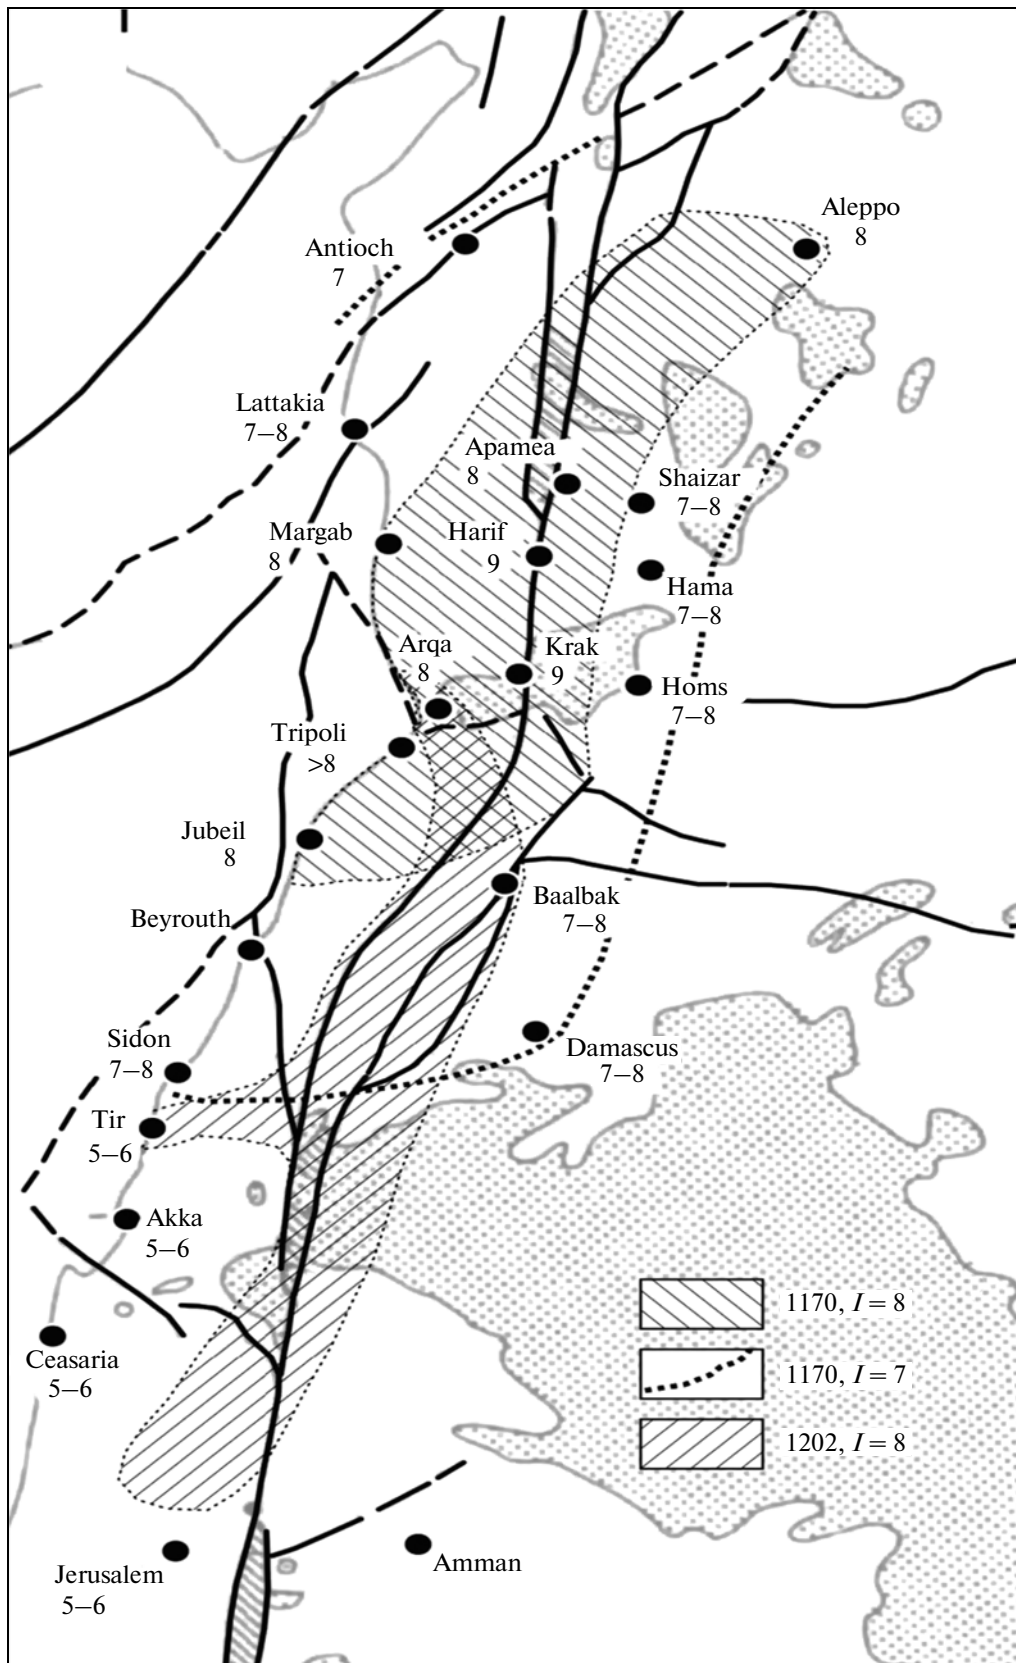 Aleppo
8
Antioch
7
Lattakia
7–8
Apamea
8
Shaizar
7–8
Margab
8
Harif
9
Hama
7–8
Arqa
8
Krak
9
Homs
7–8
Tripoli
>8
Jubeil
8
Baalbak
7–8
Beyrouth
Sidon
7–8
Damascus
7–8
Tir
5–6
Akka
5–6
1170, I = 8
Ceasaria
5–6
1170, I = 7
1202, I = 8
Amman
Jerusalem
5–6